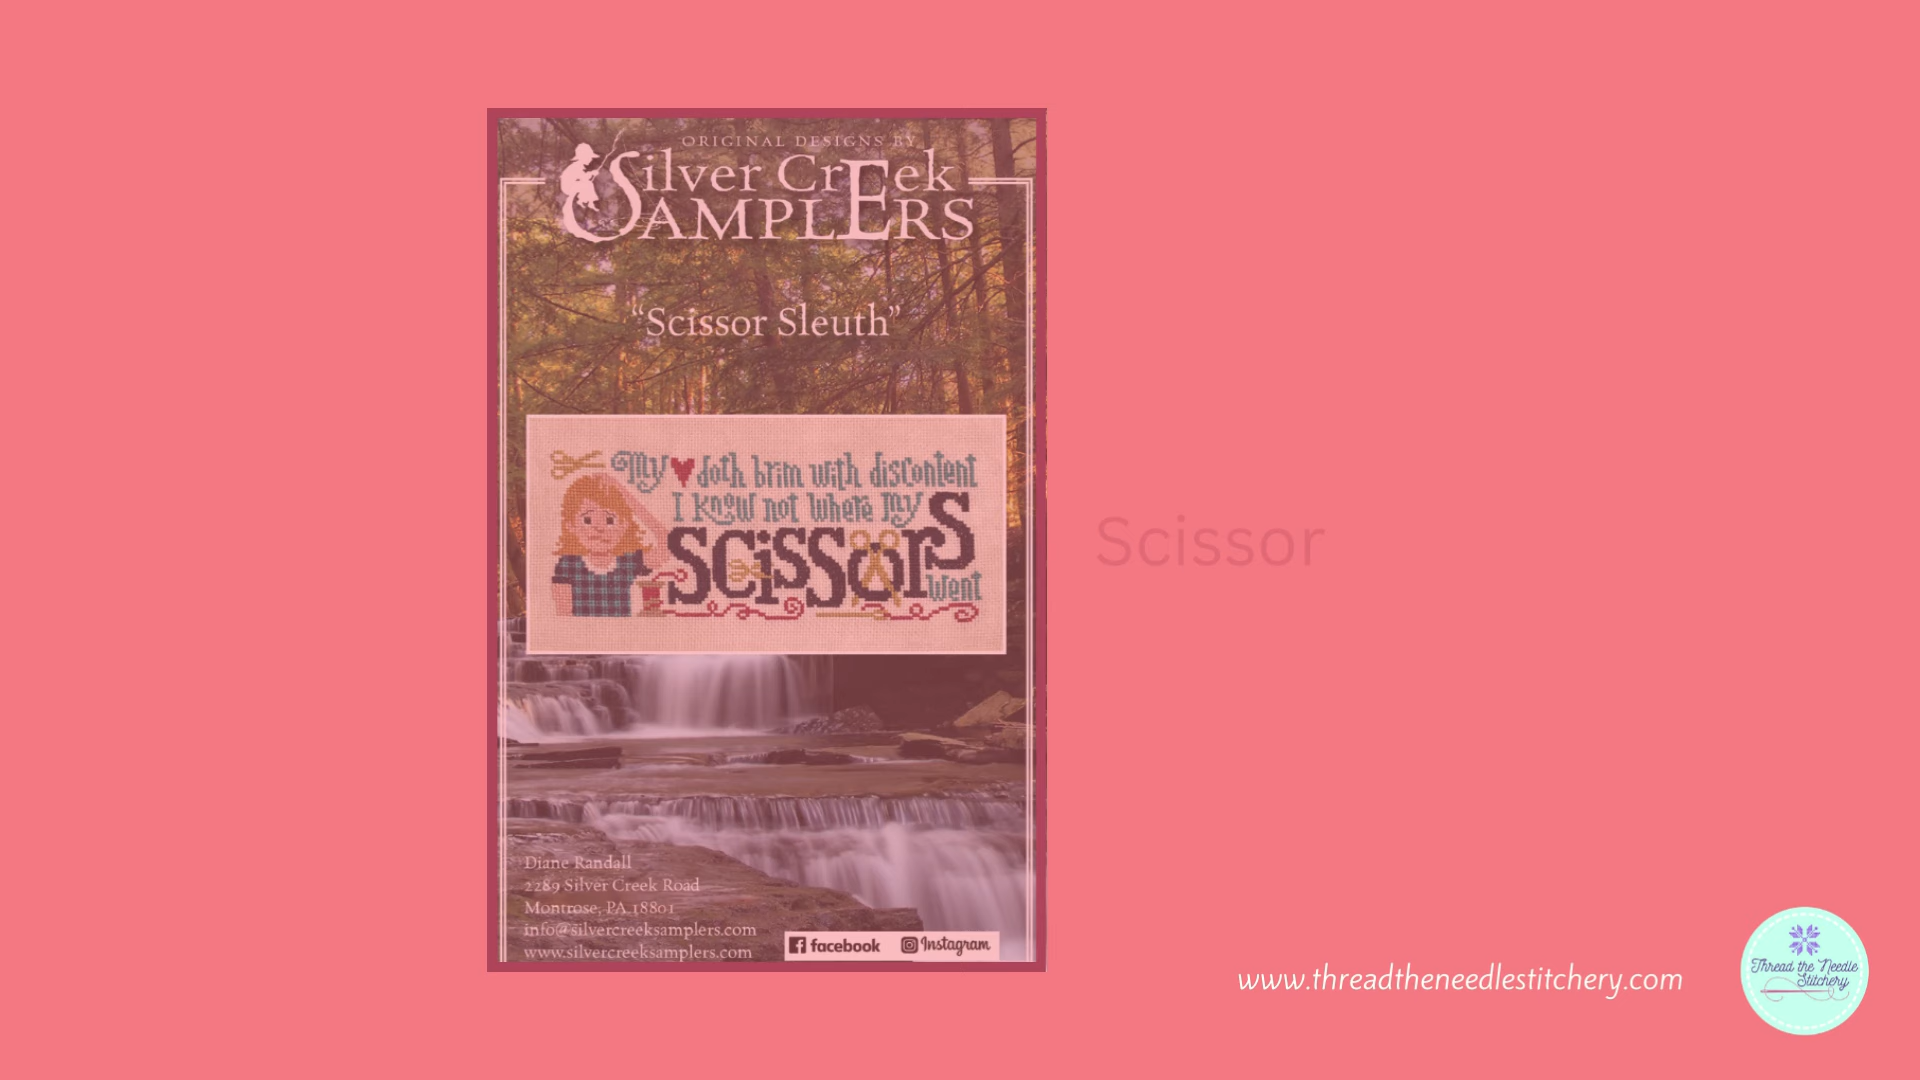 ORIGINAL DESIGNS BY
Silver CrEek
SAMPLERS
“Scissor Sleuth”
My doth brim with discontent
I know not where my
scissors
went
Diane Randall
2289 Silver Creek Road
Montrose, PA 18801
info@silvercreeksamplers.com
www.silvercreeksamplers.com
facebook Instagram
Scissor
www.threadtheneedlestitchery.com
Thread the Needle
Stitchery